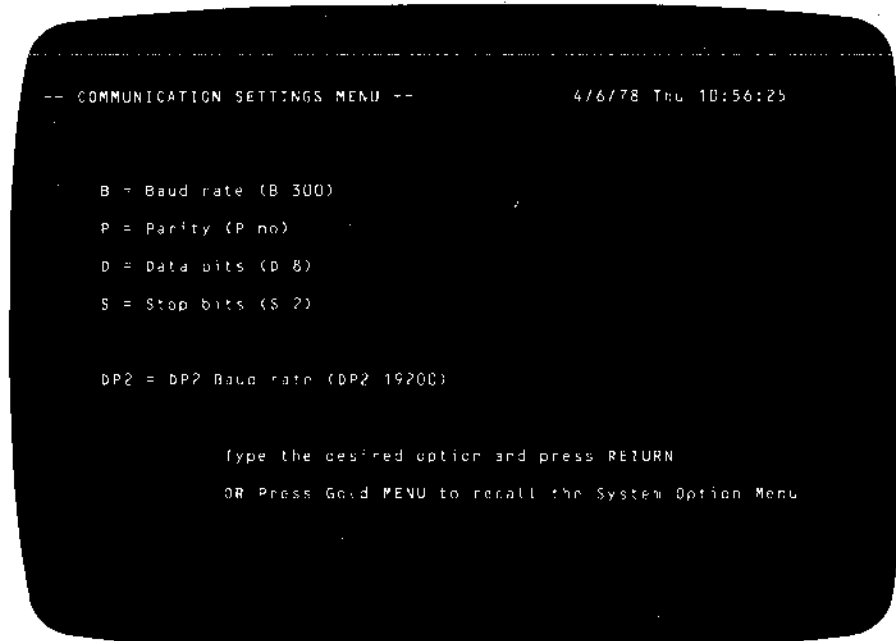 -- COMMUNICATION SETTINGS MENU -- 4/6/78 Thu 10:56:25
B = Baud rate (B 300)
P = Parity (P no)
D = Data bits (D 8)
S = Stop bits (S 2)
DP2 = DP2 Baud rate (DP2 19200)
Type the desired option and press RETURN
OR Press Gold MENU to recall the System Option Menu